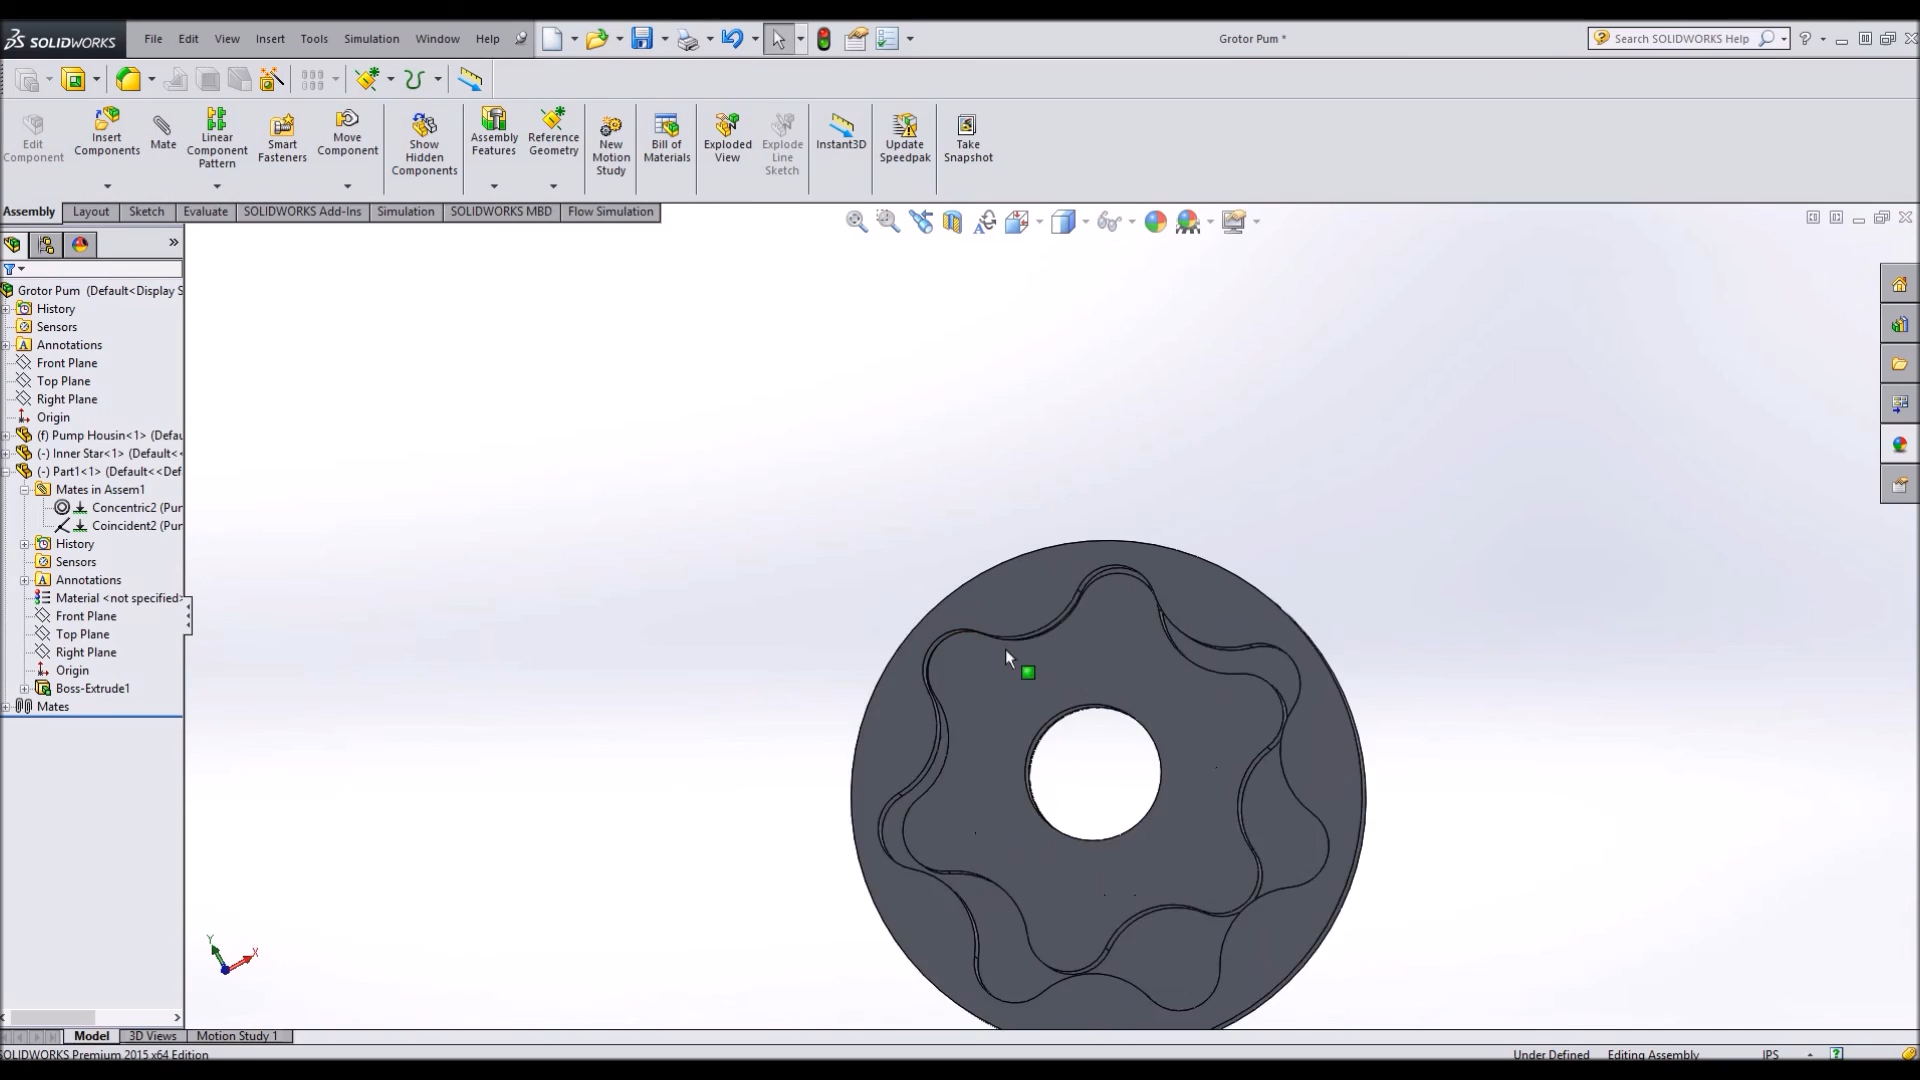 SOLIDWORKS File Edit View Insert Tools Simulation Window Help Grotor Pum * Search SOLIDWORKS Help
Edit Component
Insert Components
Mate
Linear Component Pattern
Smart Fasteners
Move Component
Show Hidden Components
Assembly Features
Reference Geometry
New Motion Study
Bill of Materials
Exploded View
Explode Line Sketch
Instant3D
Update Speedpak
Take Snapshot
Assembly Layout Sketch Evaluate SOLIDWORKS Add-Ins Simulation SOLIDWORKS MBD Flow Simulation
Grotor Pum (Default<Display S
History
Sensors
Annotations
Front Plane
Top Plane
Right Plane
Origin
(f) Pump Housin<1> (Defau
(-) Inner Star<1> (Default<
(-) Part1<1> (Default<<Def
Mates in Assem1
Concentric2 (Pur
Coincident2 (Pur
History
Sensors
Annotations
Material <not specified>
Front Plane
Top Plane
Right Plane
Origin
Boss-Extrude1
Mates
Y
X
Model 3D Views Motion Study 1
SOLIDWORKS Premium 2015 x64 Edition Under Defined Editing Assembly IPS